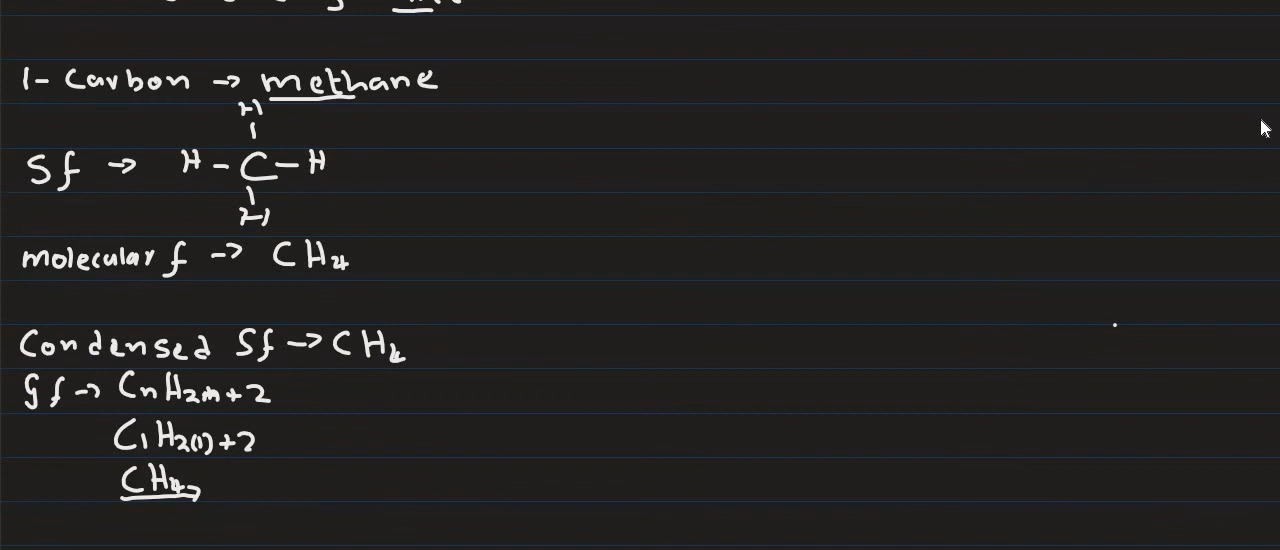 1- Carbon → methane
H
Sf → H - C - H
H
molecular f → CH4
Condensed Sf → CH4
Gf → CnH2n+2
C1H2(1)+2
CH4